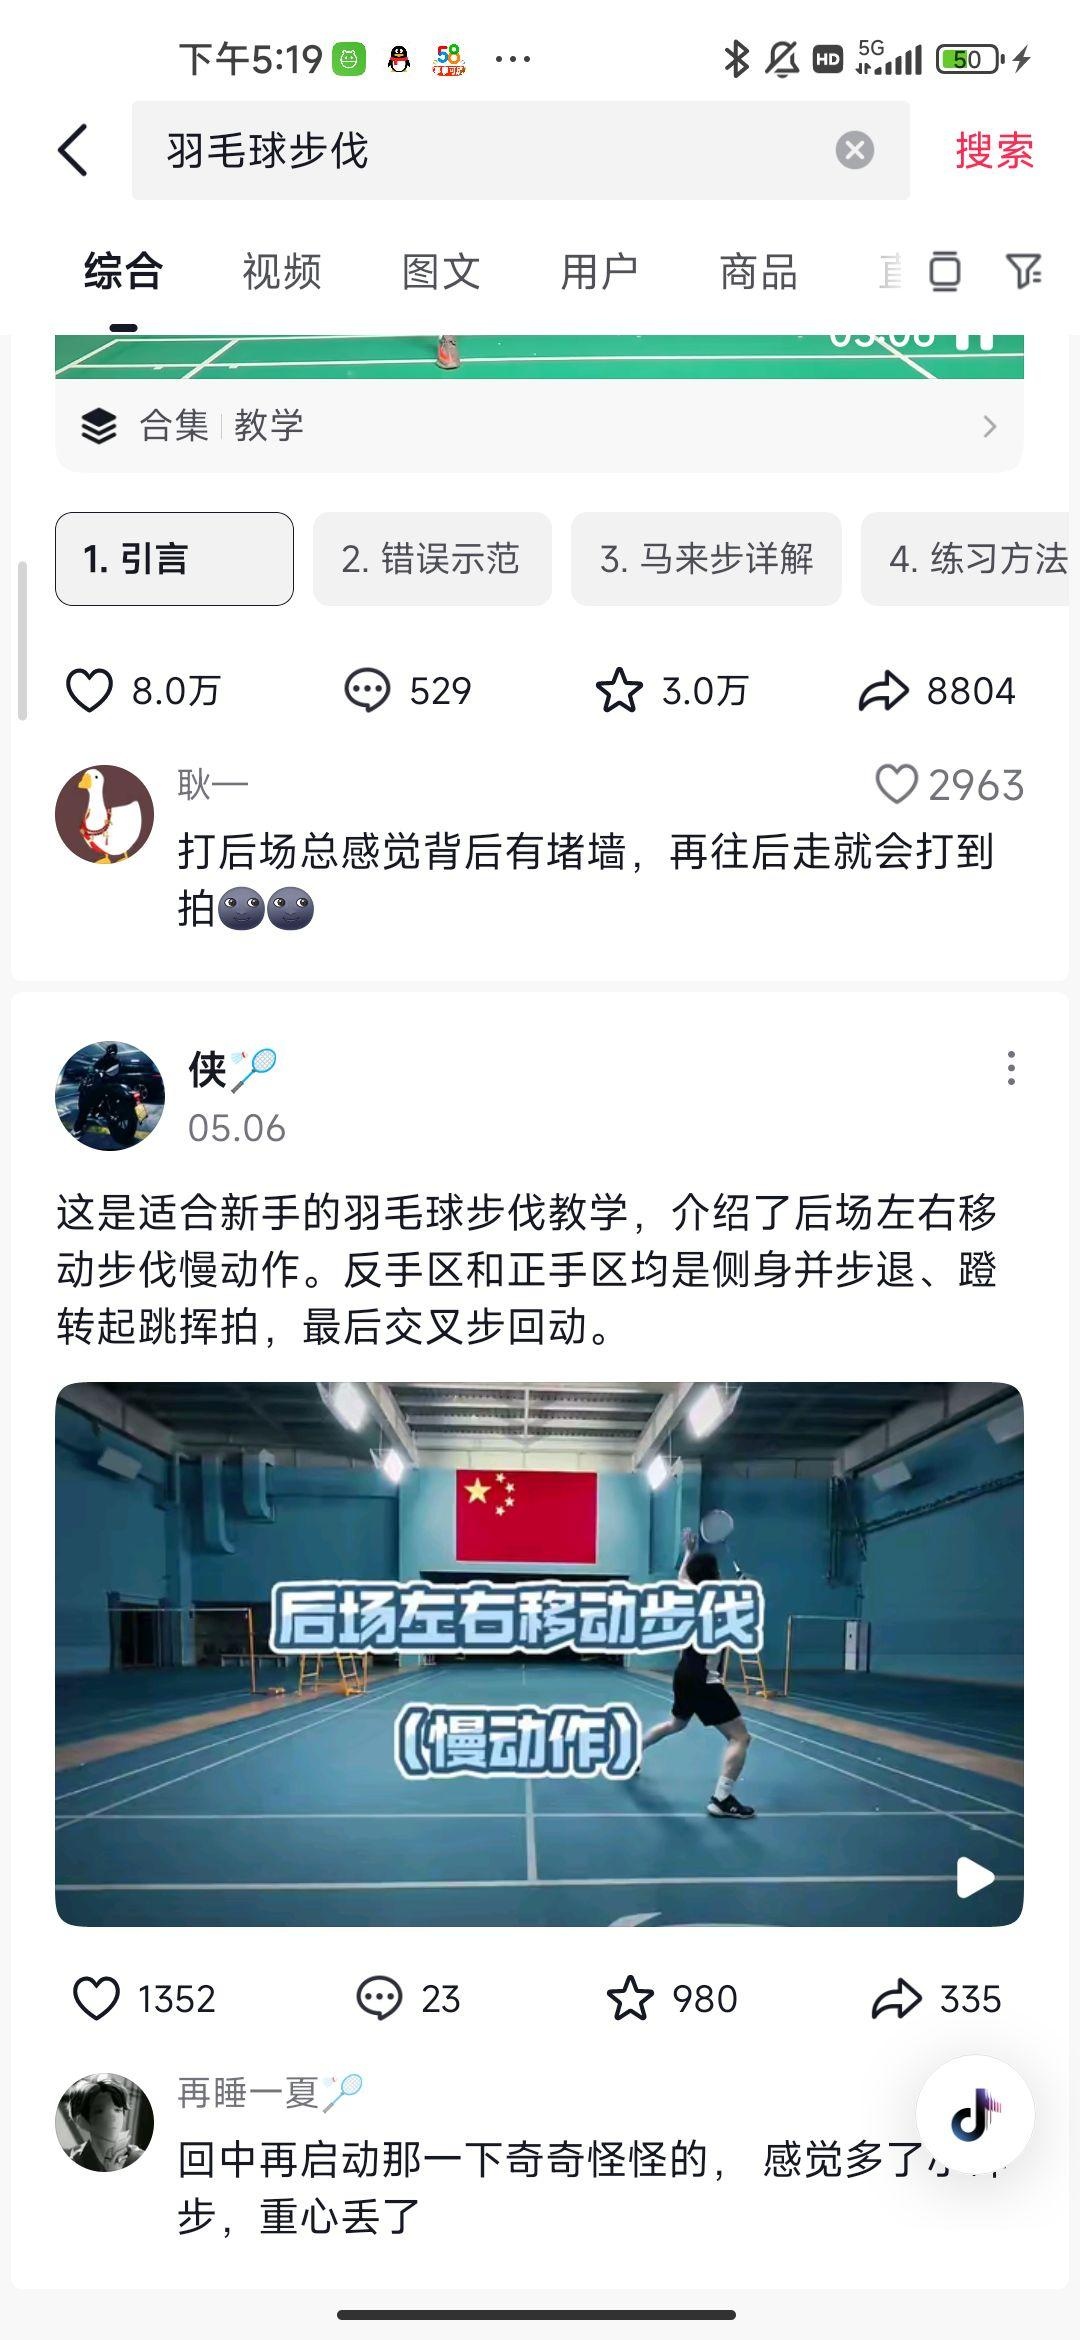 下午5:19
58
HD
5G
50
羽毛球步伐
搜索
综合
视频
图文
用户
商品
合集 | 教学
1. 引言
2. 错误示范
3. 马来步详解
4. 练习方法
8.0万
529
3.0万
8804
耿一
2963
打后场总感觉背后有堵墙，再往后走就会打到
拍🌚🌚
侠🏸
05.06
这是适合新手的羽毛球步伐教学，介绍了后场左右移
动步伐慢动作。反手区和正手区均是侧身并步退、蹬
转起跳挥拍，最后交叉步回动。
后场左右移动步伐
(慢动作)
1352
23
980
335
再睡一夏🏸
回中再启动那一下奇奇怪怪的， 感觉多了
步，重心丢了